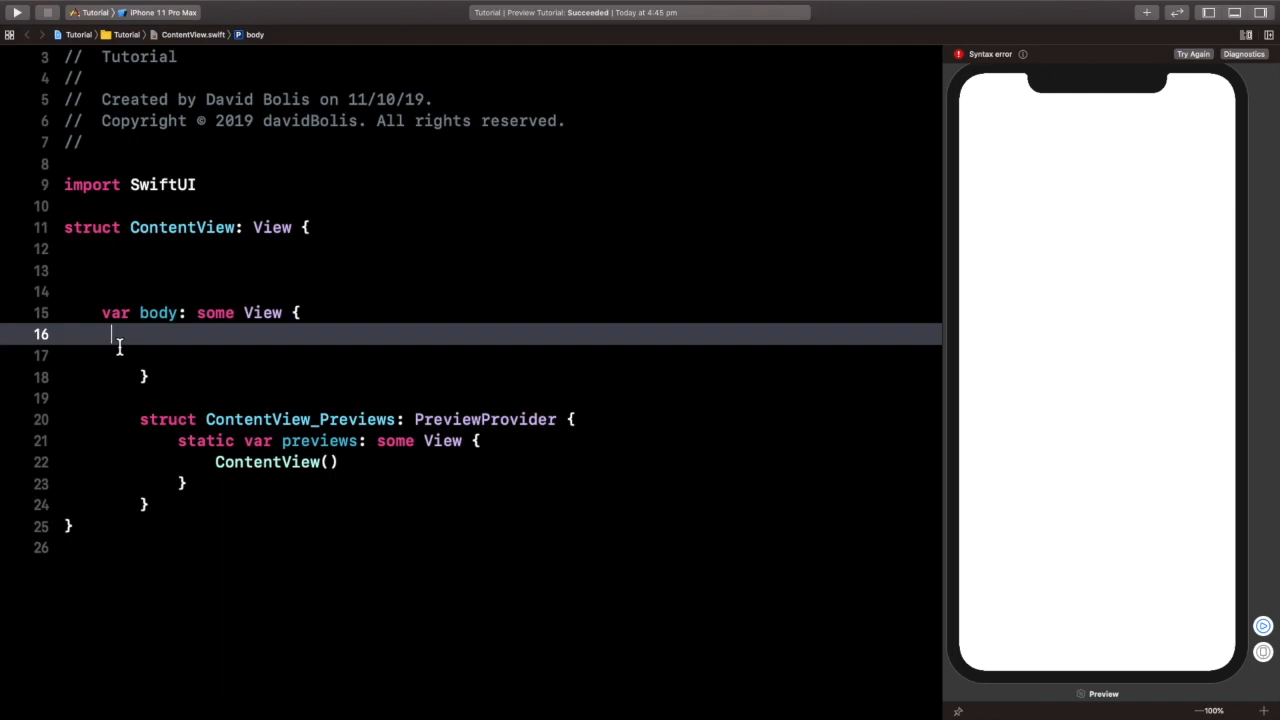 Tutorial 〉 iPhone 11 Pro Max
Tutorial | Preview Tutorial: Succeeded | Today at 4:45 pm
Tutorial 〉 Tutorial 〉 ContentView.swift 〉 P body
3 //  Tutorial
4 //
5 //  Created by David Bolis on 11/10/19.
6 //  Copyright © 2019 davidBolis. All rights reserved.
7 //
8
9 import SwiftUI
10
11 struct ContentView: View {
12
13
14
15     var body: some View {
16
17
18         }
19
20         struct ContentView_Previews: PreviewProvider {
21             static var previews: some View {
22                 ContentView()
23             }
24         }
25 }
26
Syntax error
Try Again
Diagnostics
Preview
100%